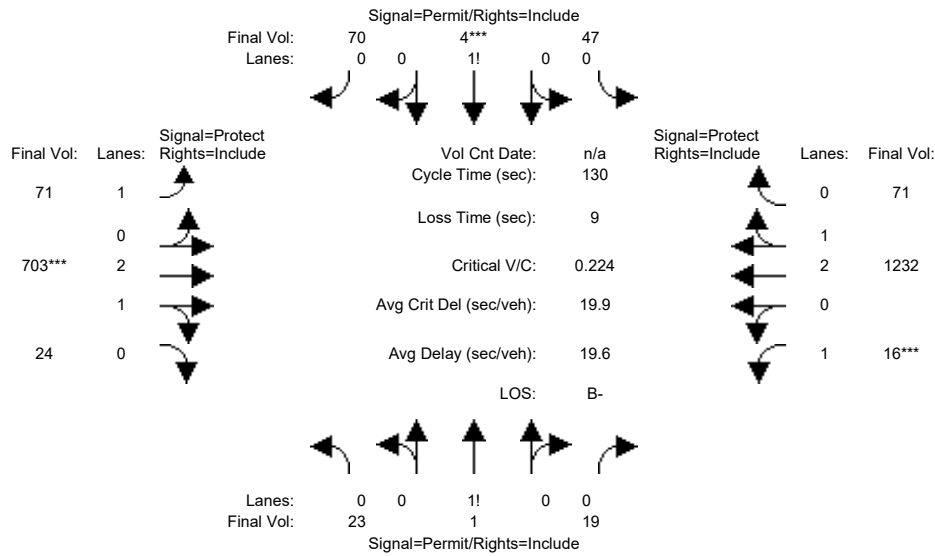 Signal=Permit/Rights=Include
Final Vol: 70 4*** 47
Lanes: 0 0 1! 0 0
Signal=Protect Signal=Protect
Final Vol: Lanes: Rights=Include Vol Cnt Date: n/a Rights=Include Lanes: Final Vol:
Cycle Time (sec): 130
71 1 0 71
Loss Time (sec): 9
0 1
703*** 2 Critical V/C: 0.224 2 1232
1 Avg Crit Del (sec/veh): 19.9 0
24 0 Avg Delay (sec/veh): 19.6 1 16***
LOS: B-
Lanes: 0 0 1! 0 0
Final Vol: 23 1 19
Signal=Permit/Rights=Include